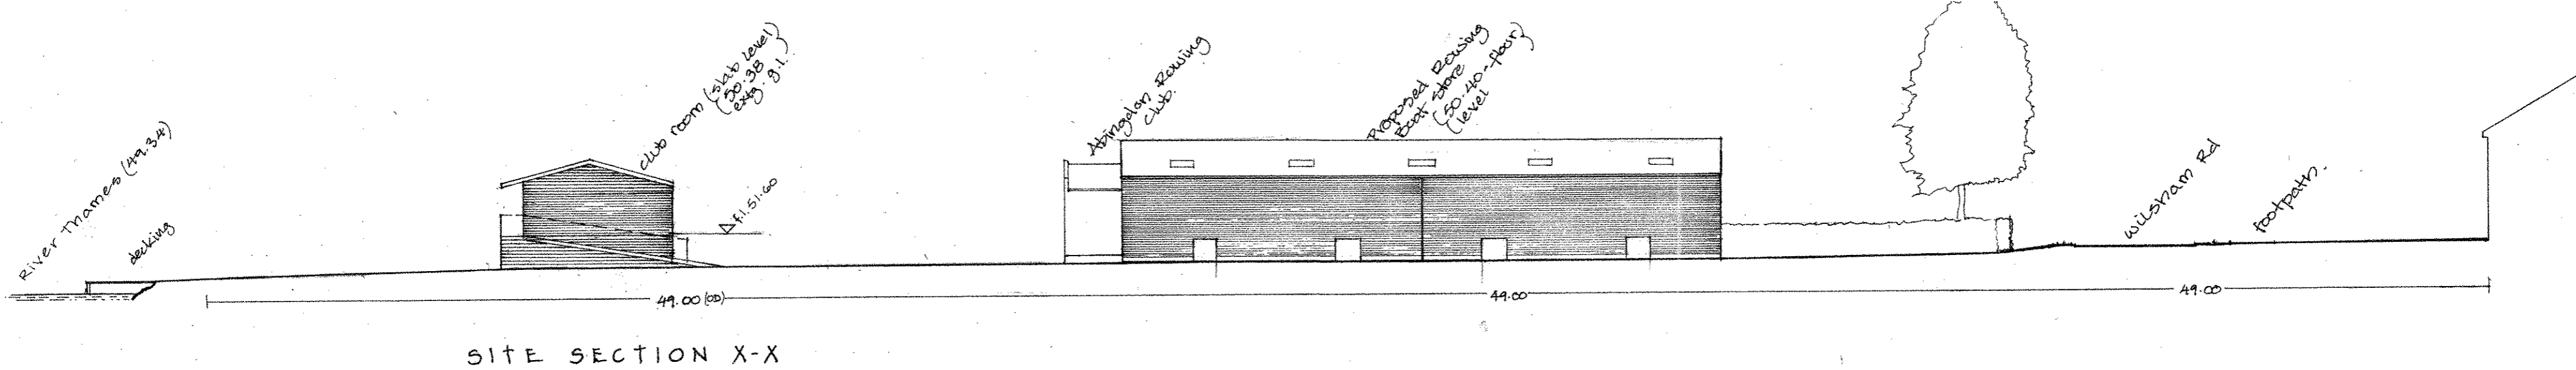 River Thames (49.34)
decking
club room (slab level)
(50.38
extg. g.l.)
f.l. 51.60
Abingdon Rowing
Club.
Proposed Rowing
Boat Store
(50.40-floor)
(level
Wilsham Rd
footpath.
49.00 (OD)
49.00
49.00
SITE SECTION X-X